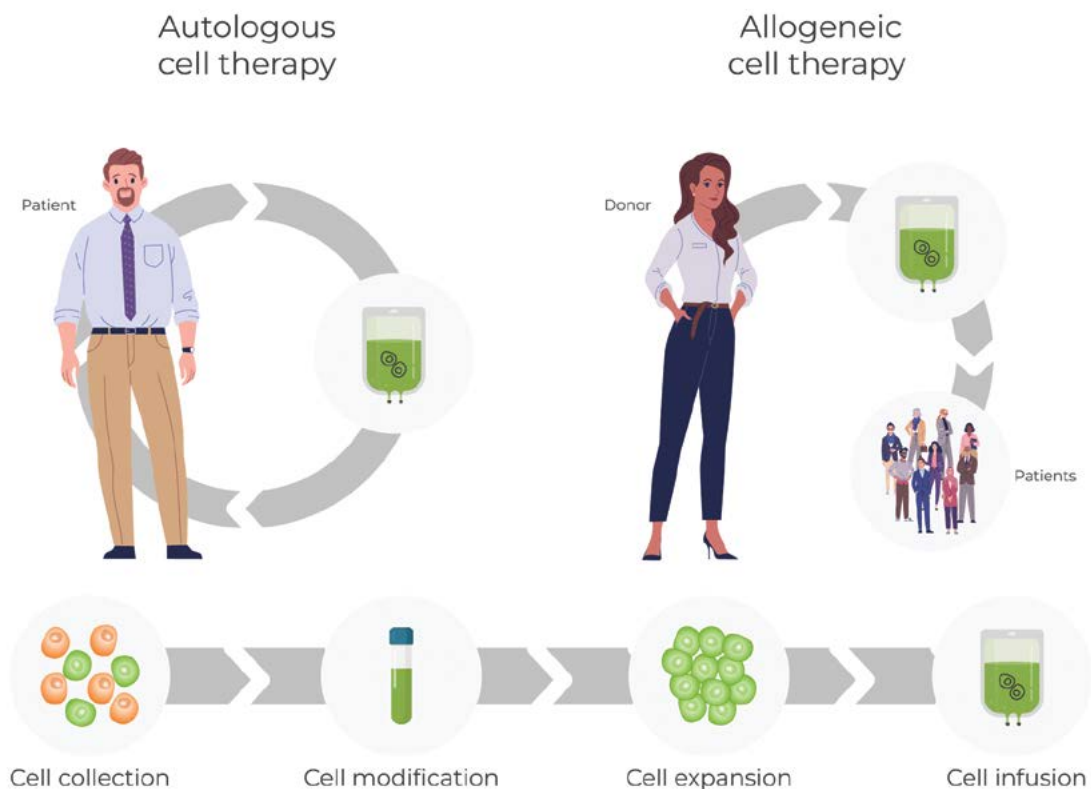 Autologous
cell therapy
Allogeneic
cell therapy
Patient
Donor
Patients
Cell collection
Cell modification
Cell expansion
Cell infusion